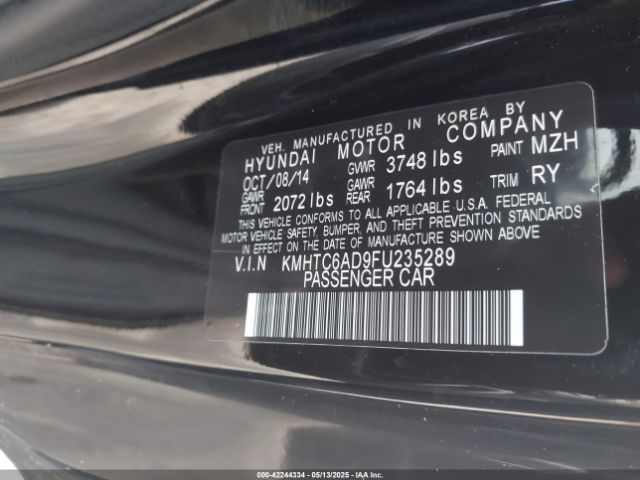 VEH. MANUFACTURED IN KOREA BY
HYUNDAI MOTOR COMPANY
OCT/08/14 GVWR 3748 lbs PAINT MZH
GAWR FRONT 2072 lbs GAWR REAR 1764 lbs TRIM RY
THIS VEHICLE CONFORMS TO ALL APPLICABLE U.S.A. FEDERAL
MOTOR VEHICLE SAFETY, BUMPER, AND THEFT PREVENTION STANDARDS
IN EFFECT ON THE DATE OF MANUFACTURE SHOWN ABOVE
V.I.N KMHTC6AD9FU235289
PASSENGER CAR
000-42244334 - 05/13/2025 - IAA, Inc.